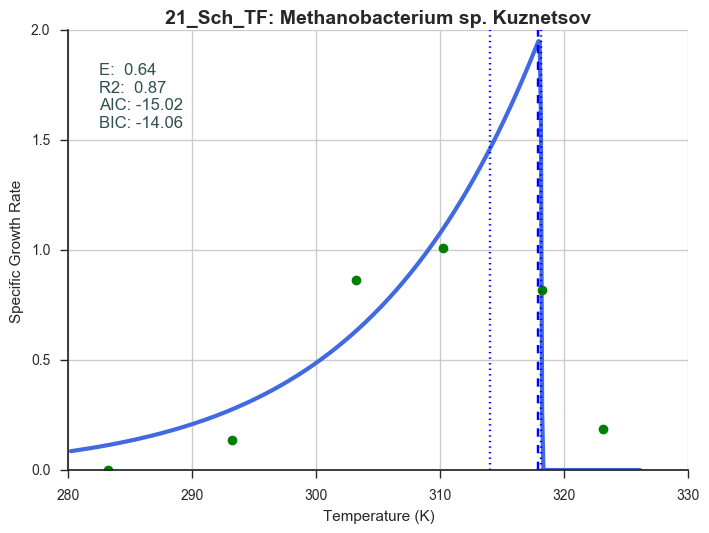 21_Sch_TF: Methanobacterium sp. Kuznetsov
2.0
E:  0.64
R2:  0.87
AIC: -15.02
BIC: -14.06
1.5
1.0
0.5
0.0
Specific Growth Rate
280 290 300 310 320 330
Temperature (K)